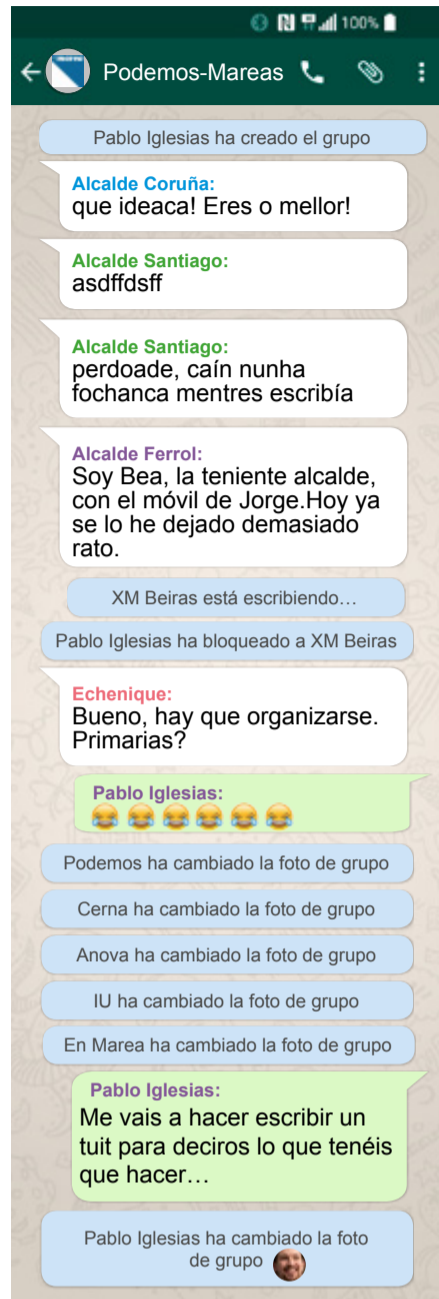 100%
Podemos-Mareas
Pablo Iglesias ha creado el grupo
Alcalde Coruña:
que ideaca! Eres o mellor!
Alcalde Santiago:
asdffdsff
Alcalde Santiago:
perdoade, caín nunha
fochanca mentres escribía
Alcalde Ferrol:
Soy Bea, la teniente alcalde,
con el móvil de Jorge.Hoy ya
se lo he dejado demasiado
rato.
XM Beiras está escribiendo…
Pablo Iglesias ha bloqueado a XM Beiras
Echenique:
Bueno, hay que organizarse.
Primarias?
Pablo Iglesias:
😂 😂 😂 😂 😂 😂
Podemos ha cambiado la foto de grupo
Cerna ha cambiado la foto de grupo
Anova ha cambiado la foto de grupo
IU ha cambiado la foto de grupo
En Marea ha cambiado la foto de grupo
Pablo Iglesias:
Me vais a hacer escribir un
tuit para deciros lo que tenéis
que hacer…
Pablo Iglesias ha cambiado la foto
de grupo